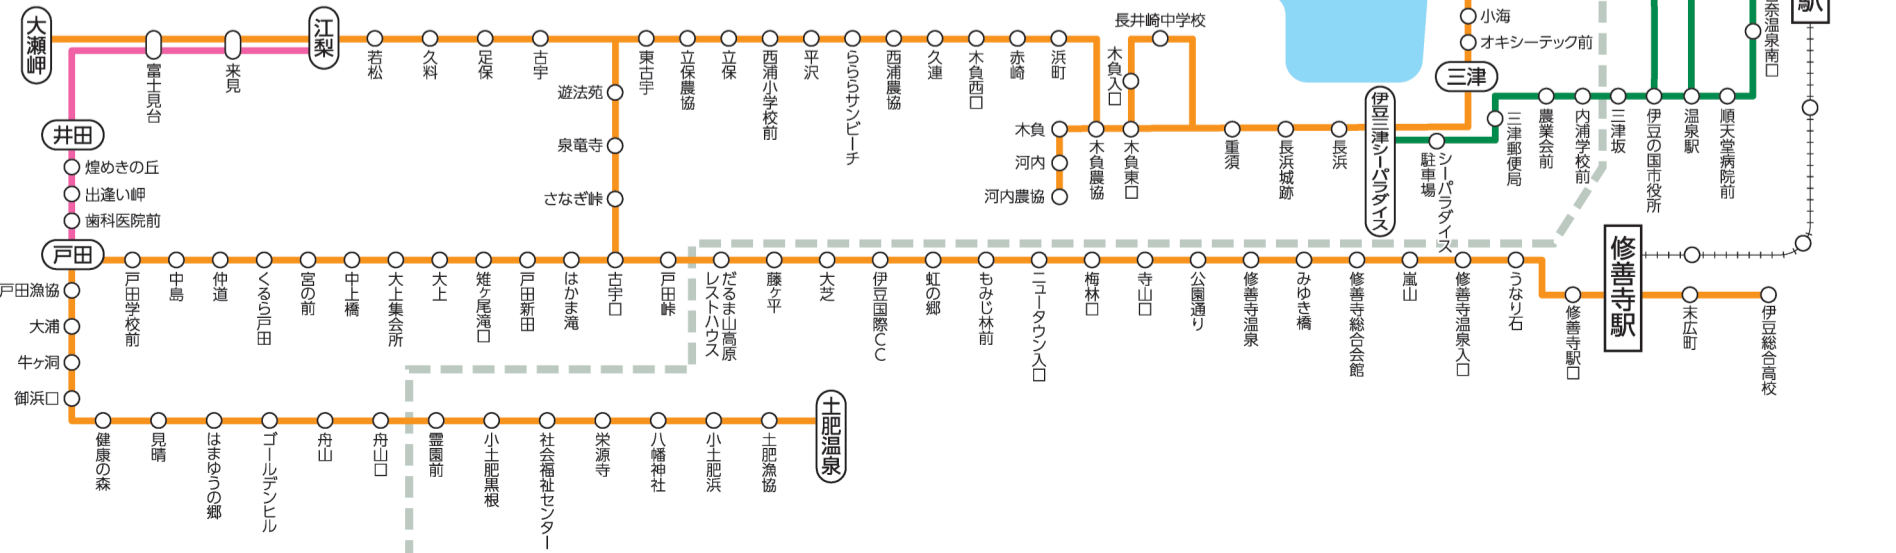 大瀬岬
富士見台
来見
江梨
若松
久料
足保
古宇
東古宇
立保農協
立保
西浦小学校前
平沢
らららサンビーチ
西浦農協
久連
木負西口
赤崎
浜町
長井崎中学校
木負入口
小海
オキシーテック前
三津
駅
奈温泉南口
遊法苑
泉竜寺
さなぎ峠
木負
河内
河内農協
木負農協
木負東口
重須
長浜城跡
長浜
伊豆三津シーパラダイス
シーパラダイス
駐車場
三津郵便局
農業会前
内浦学校前
三津坂
伊豆の国市役所
温泉駅
順天堂病院前
井田
煌めきの丘
出逢い岬
歯科医院前
戸田
戸田学校前
中島
仲道
くるら戸田
宮の前
中上橋
大上集会所
大上
雉ヶ尾滝口
戸田新田
はかま滝
古宇口
戸田峠
だるま山高原
レストハウス
藤ヶ平
大芝
伊豆国際CC
虹の郷
もみじ林前
ニュータウン入口
梅林口
寺山口
公園通り
修善寺温泉
みゆき橋
修善寺総合会館
嵐山
修善寺温泉入口
うなり石
修善寺駅口
修善寺駅
末広町
伊豆総合高校
戸田漁協
大浦
牛ヶ洞
御浜口
健康の森
見晴
はまゆうの郷
ゴールデンヒル
舟山
舟山口
霊園前
小土肥黒根
社会福祉センター
栄源寺
八幡神社
小土肥浜
土肥漁協
土肥温泉